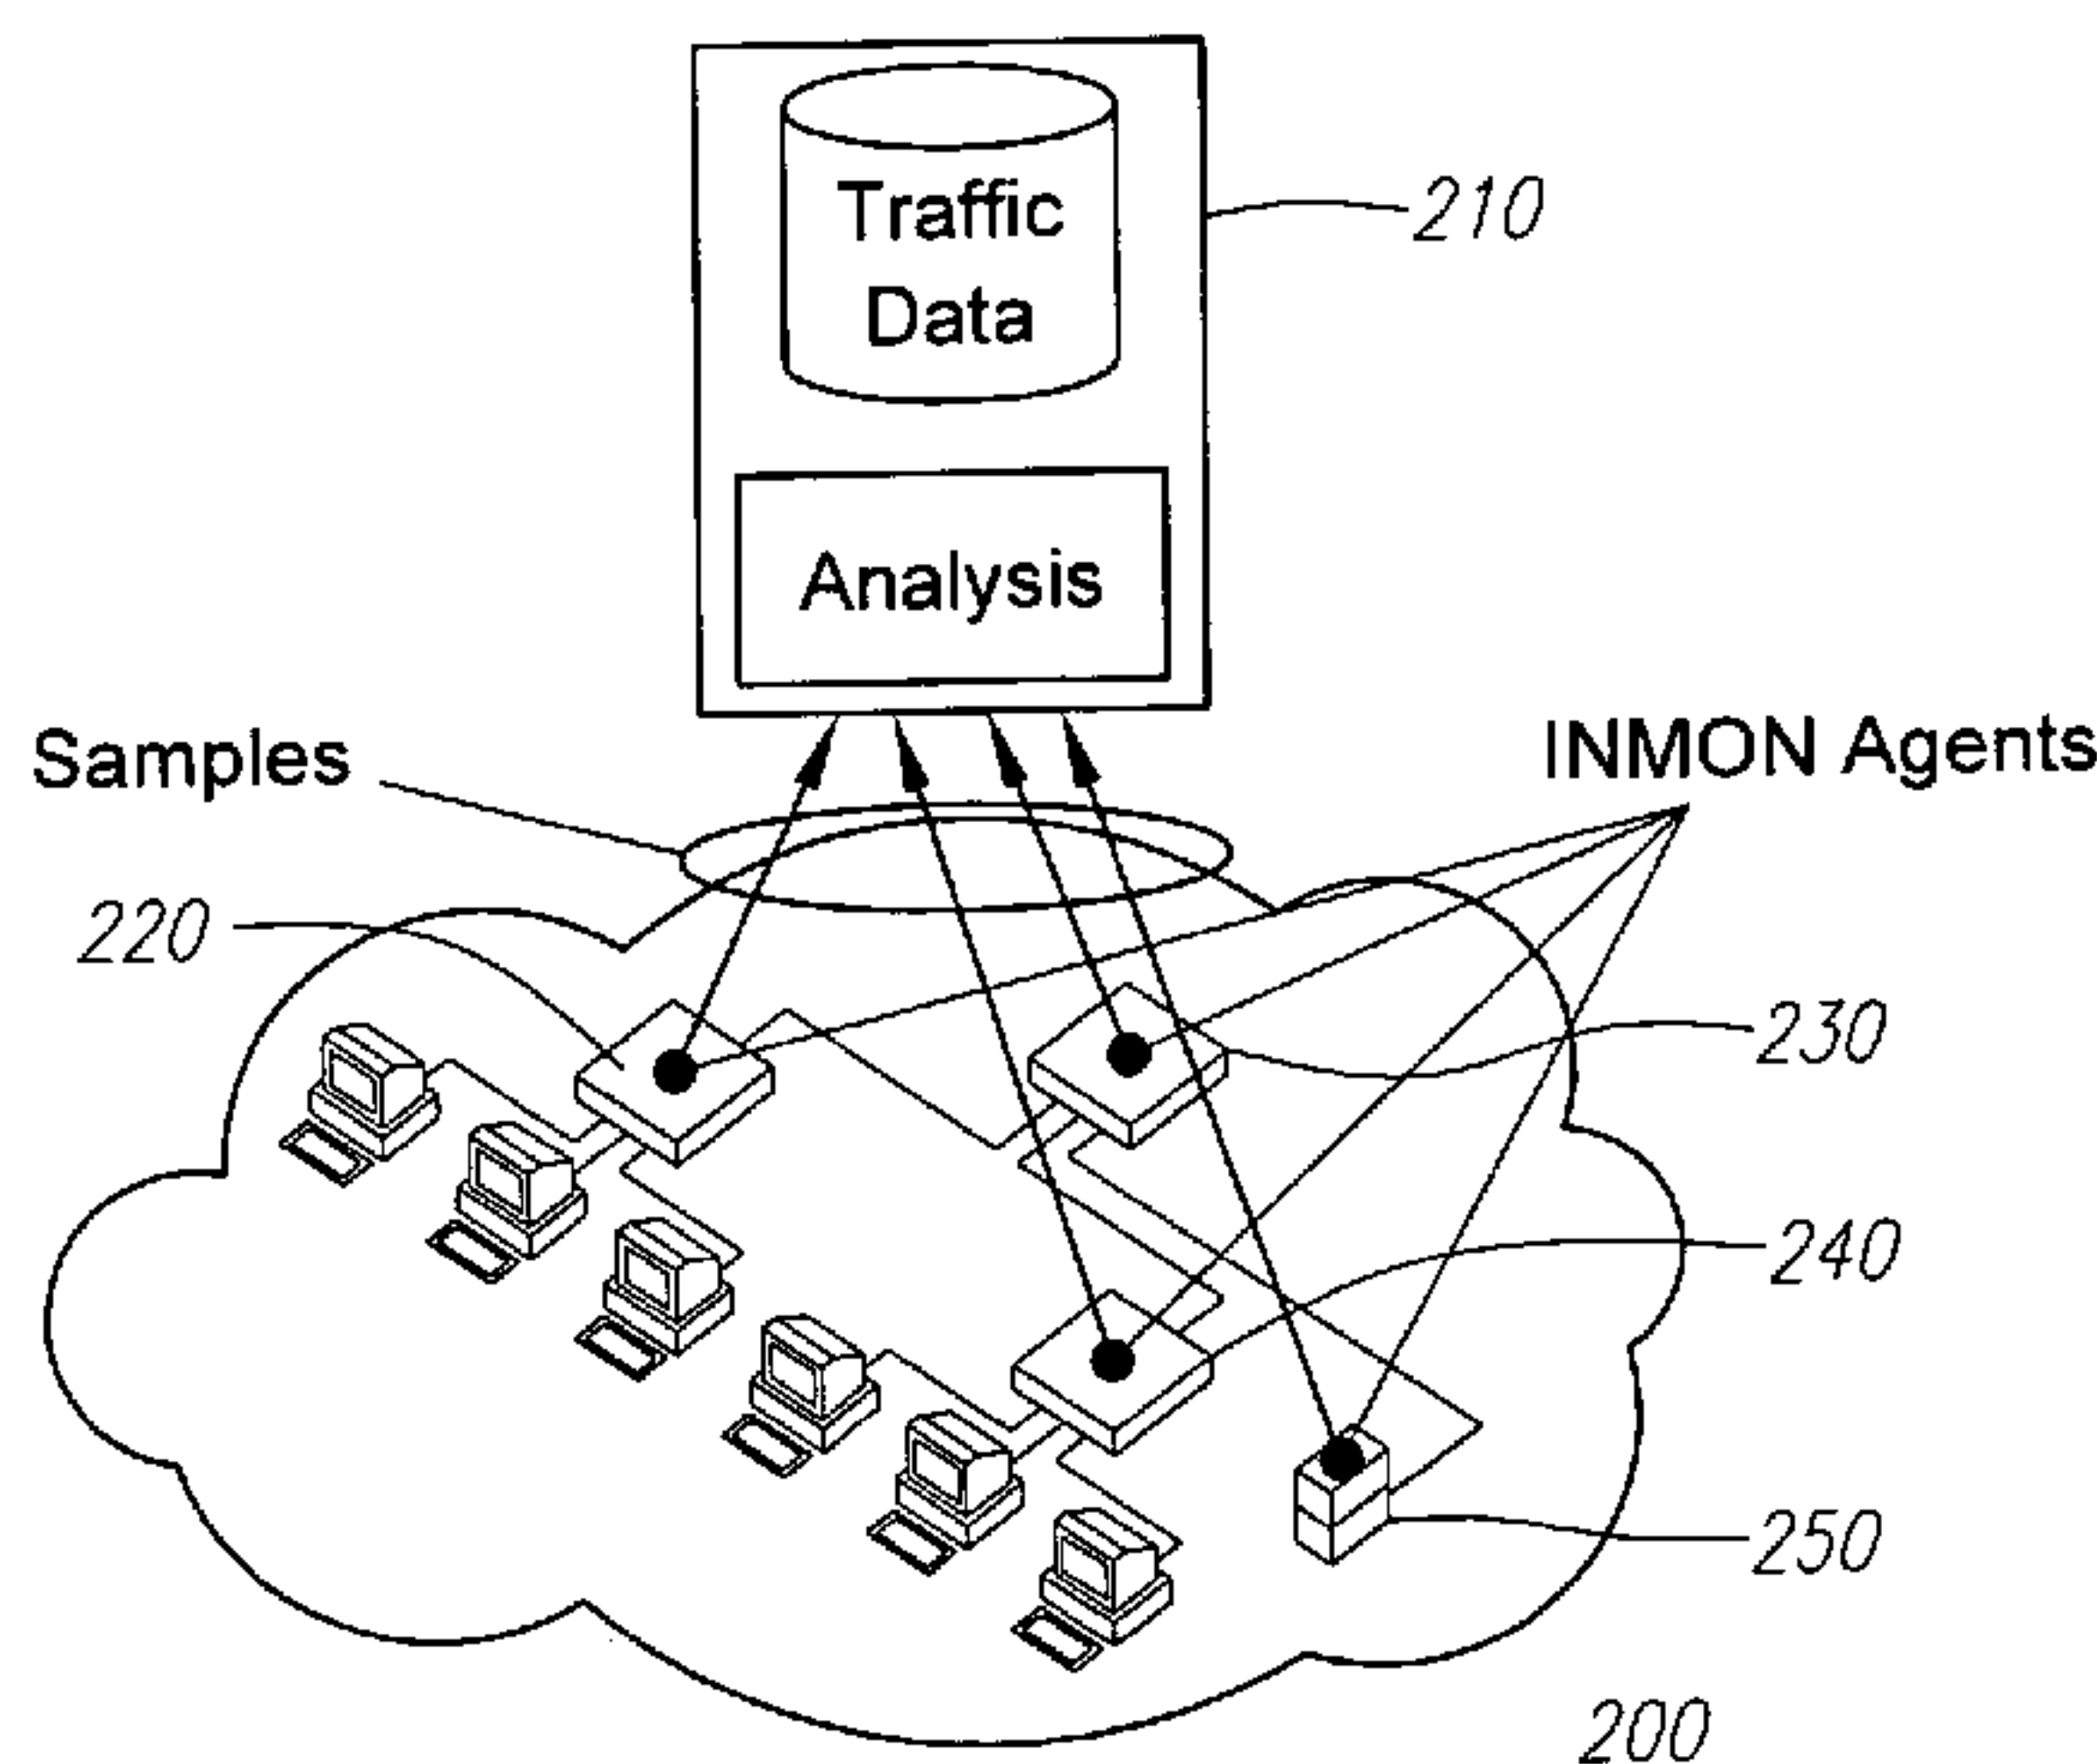 Traffic
Data
210
Analysis
Samples
INMON Agents
220
230
240
250
200